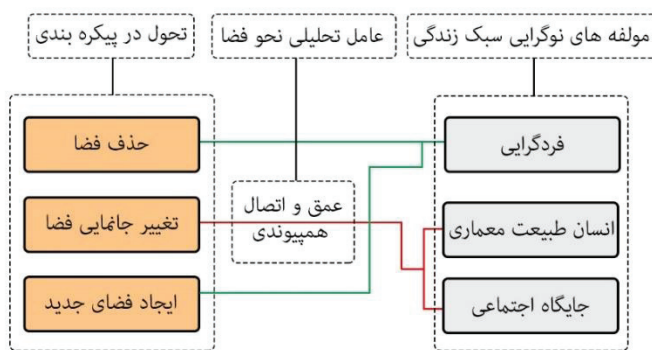 مولفه های نوگرایی سبک زندگی
عامل تحلیلی نحو فضا
تحول در پیکره بندی
فردگرایی
انسان طبیعت معماری
جایگاه اجتماعی
عمق و اتصال
همپیوندی
حذف فضا
تغییر جانمایی فضا
ایجاد فضای جدید